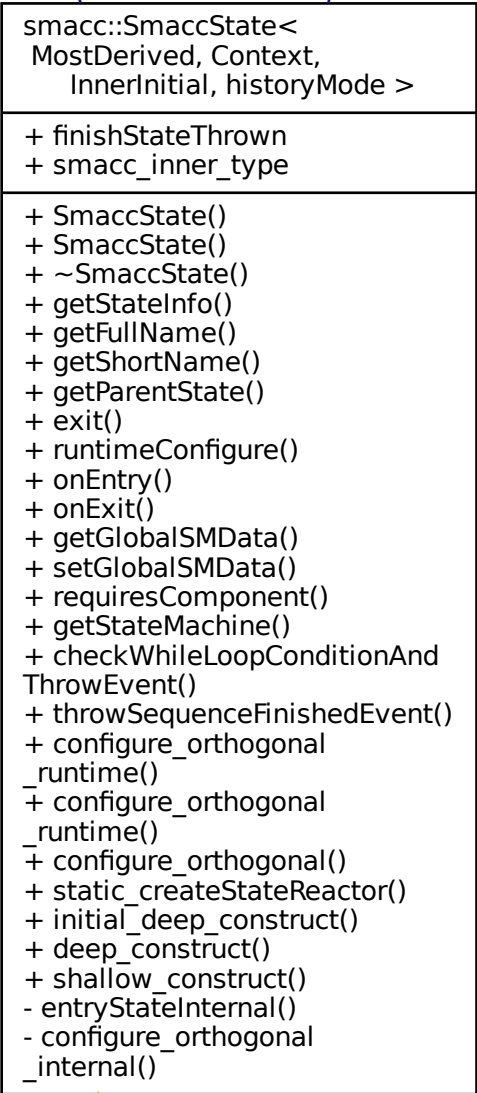 smacc::SmaccState<
MostDerived, Context,
InnerInitial, historyMode >
+ finishStateThrown
+ smacc_inner_type
+ SmaccState()
+ SmaccState()
+ ~SmaccState()
+ getStateInfo()
+ getFullName()
+ getShortName()
+ getParentState()
+ exit()
+ runtimeConfigure()
+ onEntry()
+ onExit()
+ getGlobalSMData()
+ setGlobalSMData()
+ requiresComponent()
+ getStateMachine()
+ checkWhileLoopConditionAnd
ThrowEvent()
+ throwSequenceFinishedEvent()
+ configure_orthogonal
_runtime()
+ configure_orthogonal
_runtime()
+ configure_orthogonal()
+ static_createStateReactor()
+ initial_deep_construct()
+ deep_construct()
+ shallow_construct()
- entryStateInternal()
- configure_orthogonal
_internal()